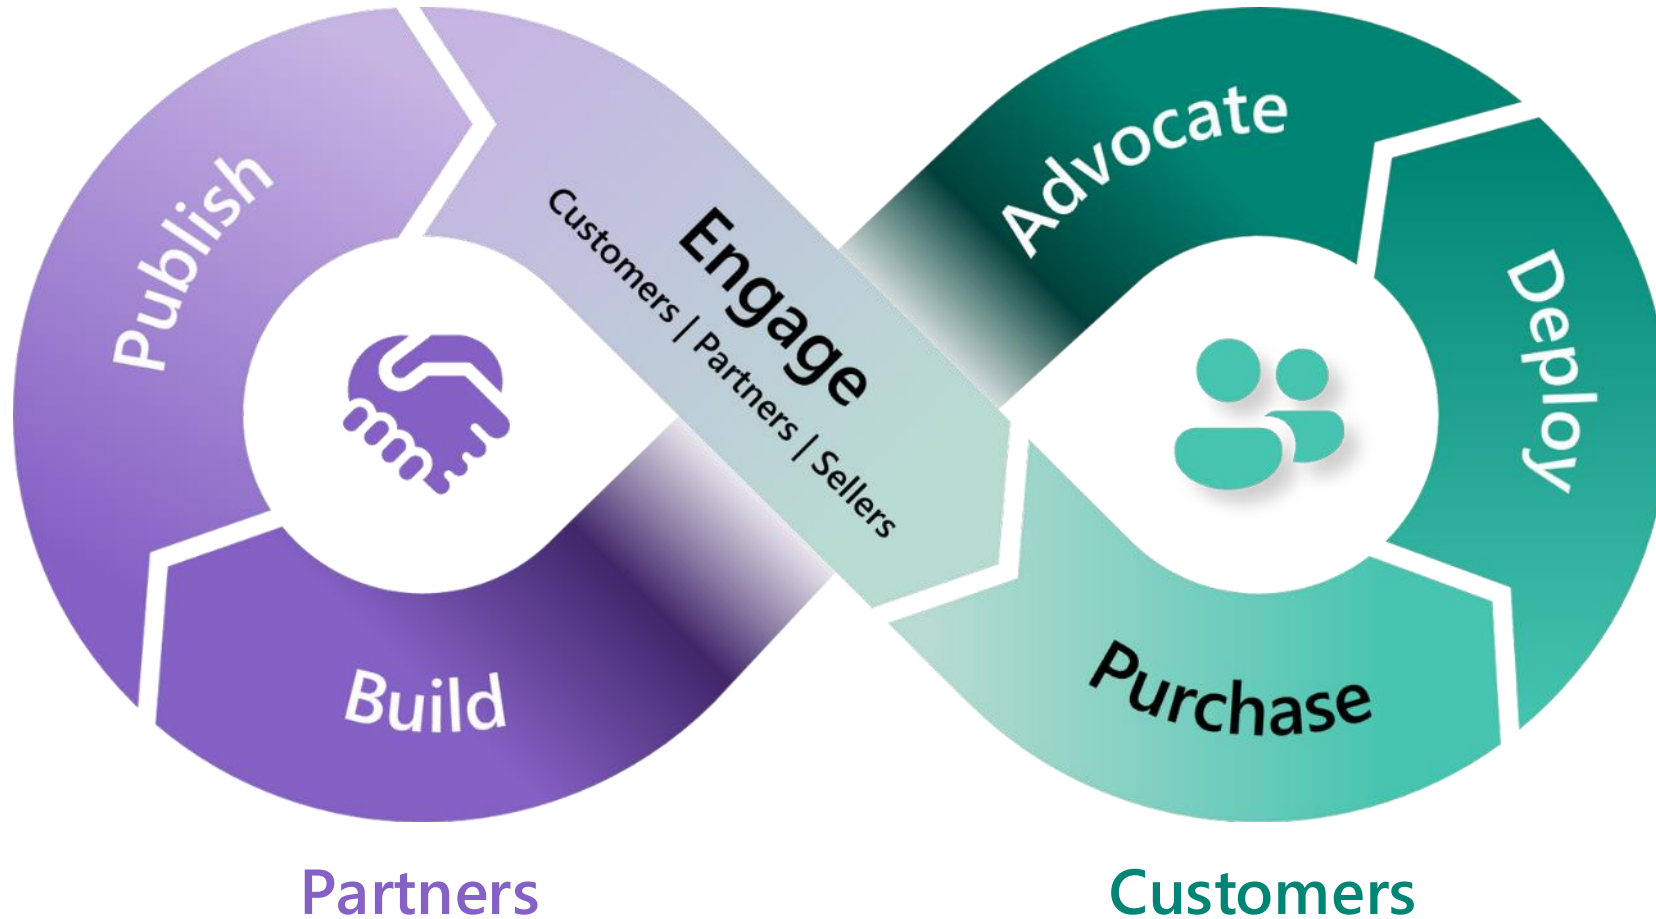 Publish
Build
Engage
Customers | Partners | Sellers
Advocate
Deploy
Purchase
Partners
Customers